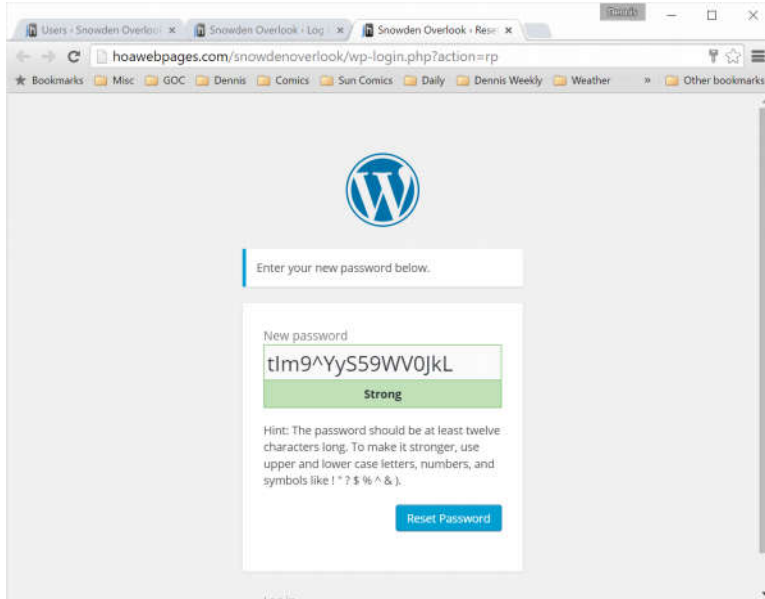 Dennis
Users ‹ Snowden Overloo
Snowden Overlook ‹ Log I
Snowden Overlook ‹ Rese
hoawebpages.com/snowdenoverlook/wp-login.php?action=rp
Bookmarks Misc GOC Dennis Comics Sun Comics Daily Dennis Weekly Weather » Other bookmarks
Enter your new password below.
New password
tIm9^YyS59WV0JkL
Strong
Hint: The password should be at least twelve
characters long. To make it stronger, use
upper and lower case letters, numbers, and
symbols like ! " ? $ % ^ & ).
Reset Password